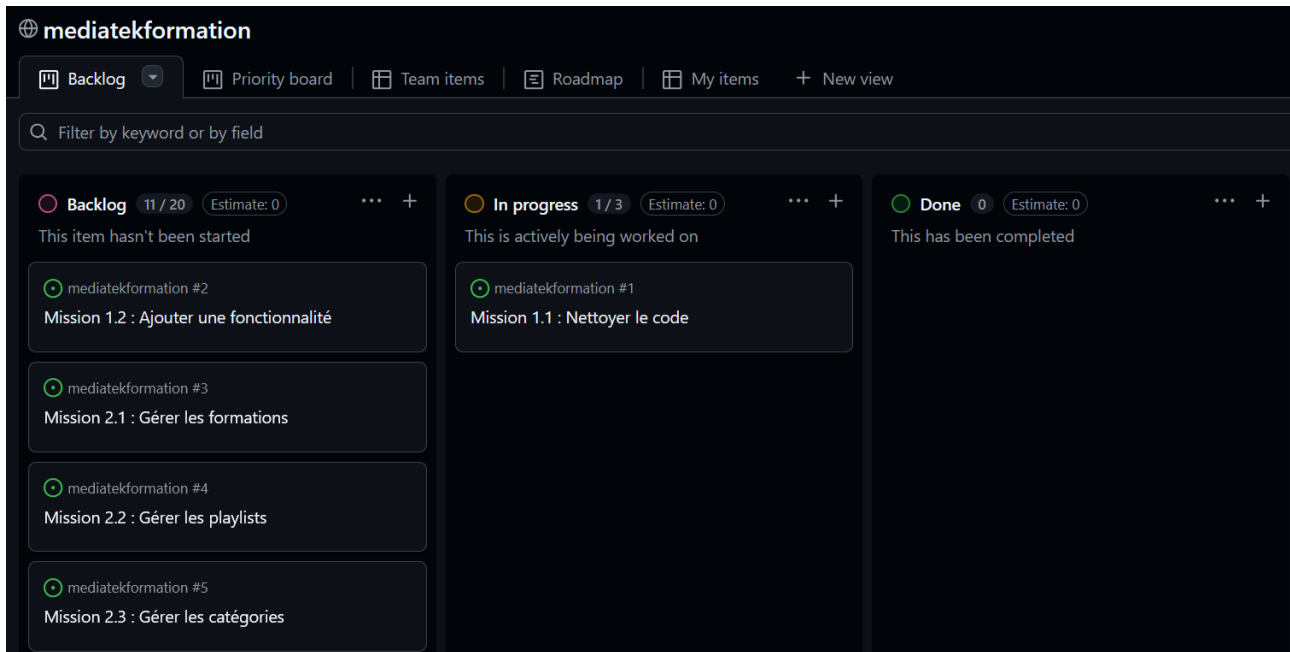 mediatekformation
Backlog
Priority board
Team items
Roadmap
My items
+ New view
Filter by keyword or by field
Backlog 11 / 20 Estimate: 0 ... +
This item hasn't been started
mediatekformation #2
Mission 1.2 : Ajouter une fonctionnalité
mediatekformation #3
Mission 2.1 : Gérer les formations
mediatekformation #4
Mission 2.2 : Gérer les playlists
mediatekformation #5
Mission 2.3 : Gérer les catégories
In progress 1 / 3 Estimate: 0 ... +
This is actively being worked on
mediatekformation #1
Mission 1.1 : Nettoyer le code
Done 0 Estimate: 0 ... +
This has been completed